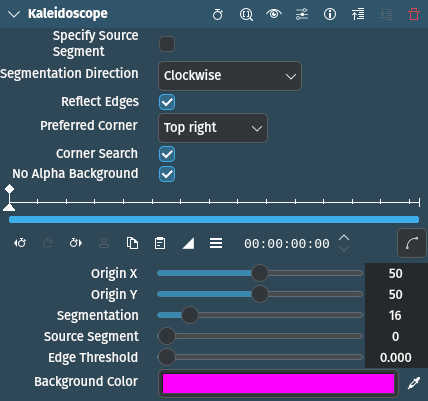 Kaleidoscope
Specify Source
Segment
Segmentation Direction Clockwise
Reflect Edges
Preferred Corner Top right
Corner Search
No Alpha Background
00:00:00:00
Origin X 50
Origin Y 50
Segmentation 16
Source Segment 0
Edge Threshold 0.000
Background Color